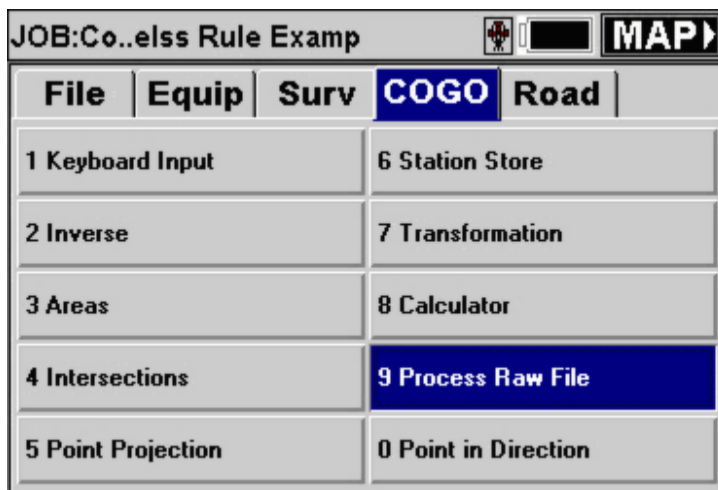 JOB:Co..elss Rule Examp MAP
File Equip Surv COGO Road
1 Keyboard Input 6 Station Store
2 Inverse 7 Transformation
3 Areas 8 Calculator
4 Intersections 9 Process Raw File
5 Point Projection 0 Point in Direction